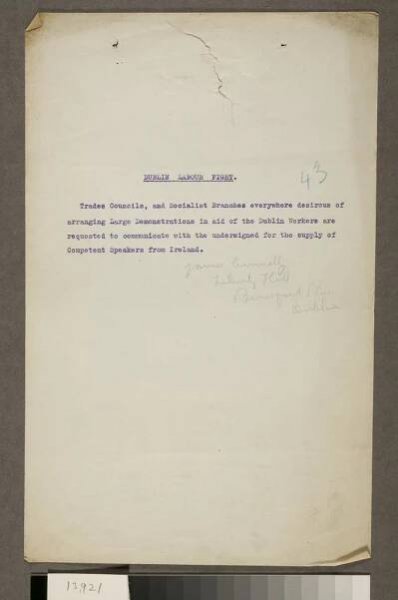 43
DUBLIN LABOUR FIGHT.
Trades Councils, and Socialist Branches everywhere desirous of
arranging Large Demonstrations in aid of the Dublin Workers are
requested to communicate with the undersigned for the supply of
Competent Speakers from Ireland.
James Connolly
Liberty Hall
Beresford Place
Dublin
13,921